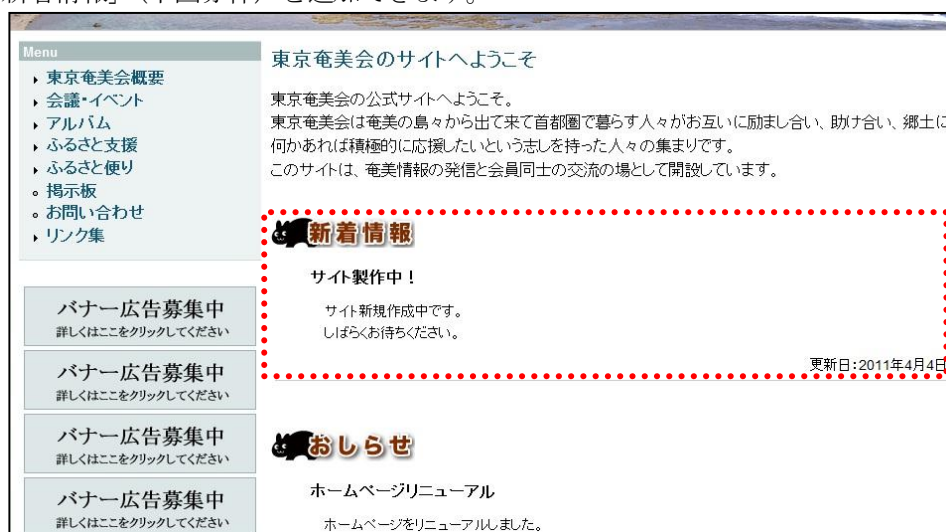 Menu
東京奄美会概要
会議・イベント
アルバム
ふるさと支援
ふるさと便り
掲示板
お問い合わせ
リンク集
バナー広告募集中
詳しくはここをクリックしてください
バナー広告募集中
詳しくはここをクリックしてください
バナー広告募集中
詳しくはここをクリックしてください
バナー広告募集中
詳しくはここをクリックしてください
東京奄美会のサイトへようこそ
東京奄美会の公式サイトへようこそ。
東京奄美会は奄美の島々から出て来て首都圏で暮らす人々がお互いに励まし合い、助け合い、郷土に
何かあれば積極的に応援したいという志しを持った人々の集まりです。
このサイトは、奄美情報の発信と会員同士の交流の場として開設しています。
新着情報
サイト製作中！
サイト新規作成中です。
しばらくお待ちください。
更新日：2011年4月4日
おしらせ
ホームページリニューアル
ホームページをリニューアルしました。